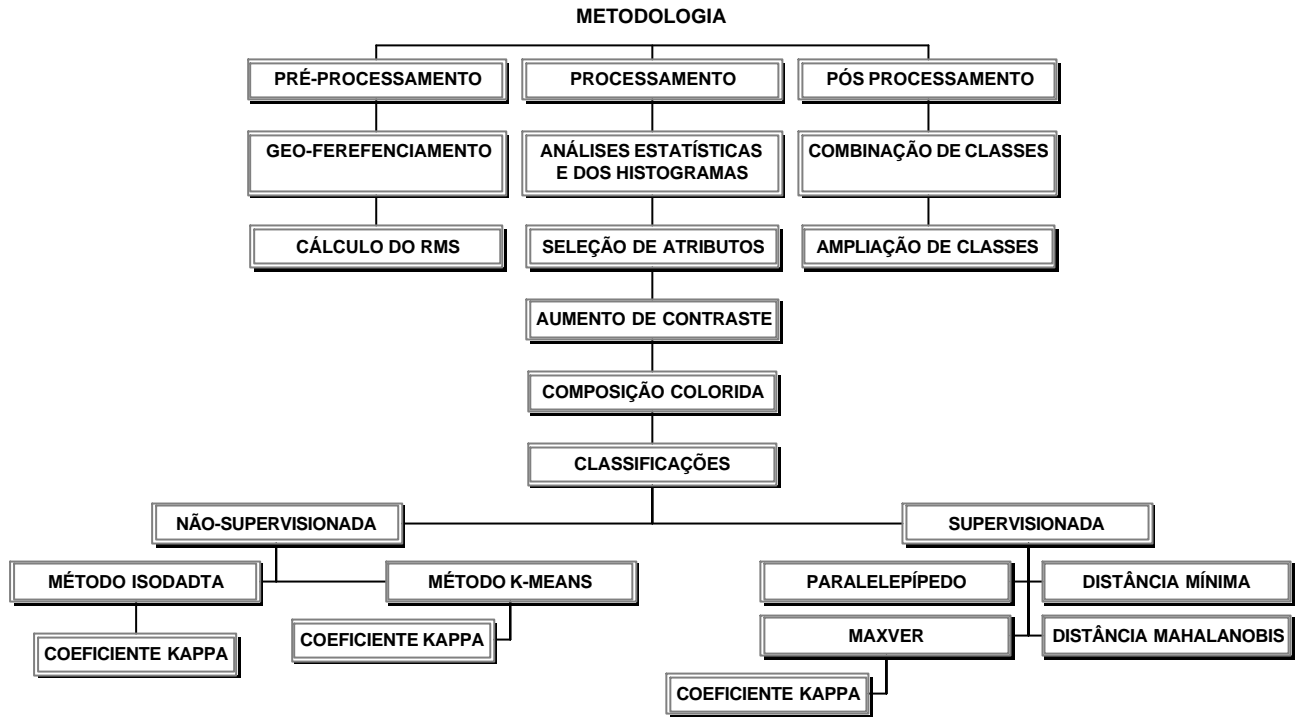 METODOLOGIA
PRÉ-PROCESSAMENTO
PROCESSAMENTO
PÓS PROCESSAMENTO
GEO-FEREFENCIAMENTO
ANÁLISES ESTATÍSTICAS
E DOS HISTOGRAMAS
COMBINAÇÃO DE CLASSES
CÁLCULO DO RMS
SELEÇÃO DE ATRIBUTOS
AMPLIAÇÃO DE CLASSES
AUMENTO DE CONTRASTE
COMPOSIÇÃO COLORIDA
CLASSIFICAÇÕES
NÃO-SUPERVISIONADA
SUPERVISIONADA
MÉTODO ISODADTA
MÉTODO K-MEANS
PARALELEPÍPEDO
DISTÂNCIA MÍNIMA
COEFICIENTE KAPPA
COEFICIENTE KAPPA
MAXVER
DISTÂNCIA MAHALANOBIS
COEFICIENTE KAPPA